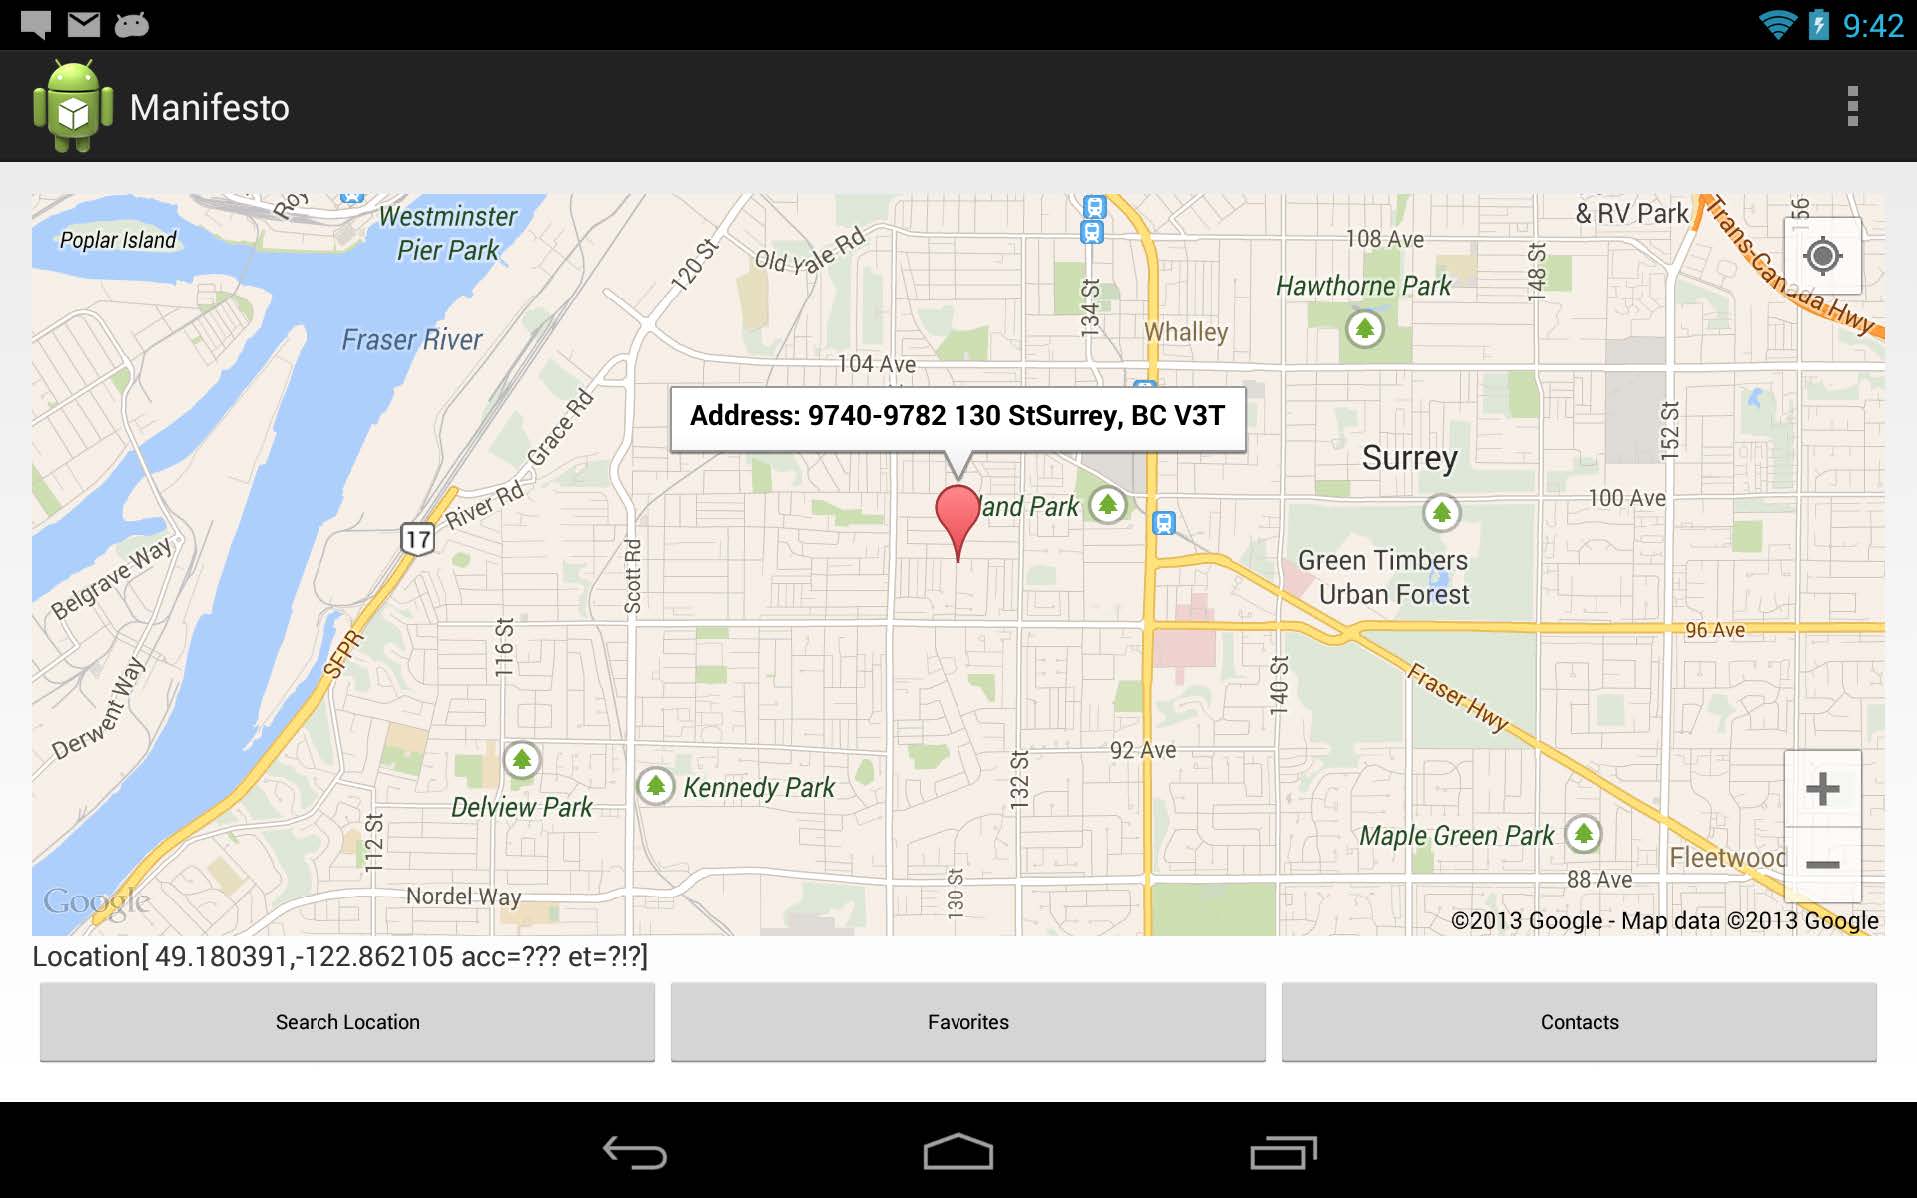 9:42
Manifesto
Poplar Island
Roy
Westminster
Pier Park
Fraser River
120 St
Old Yale Rd
134 St
108 Ave
148 St
& RV Park
156
Trans-Canada Hwy
Hawthorne Park
Whalley
104 Ave
Address: 9740-9782 130 StSurrey, BC V3T
Grace Rd
River Rd
17
land Park
Surrey
152 St
100 Ave
Green Timbers
Urban Forest
Belgrave Way
Scott Rd
SFPR
116 St
96 Ave
140 St
Fraser Hwy
Derwent Way
92 Ave
132 St
Delview Park
Kennedy Park
Maple Green Park
Fleetwood
112 St
Nordel Way
130 St
88 Ave
Google
©2013 Google - Map data ©2013 Google
Location[ 49.180391,-122.862105 acc=??? et=?!?]
Search Location
Favorites
Contacts